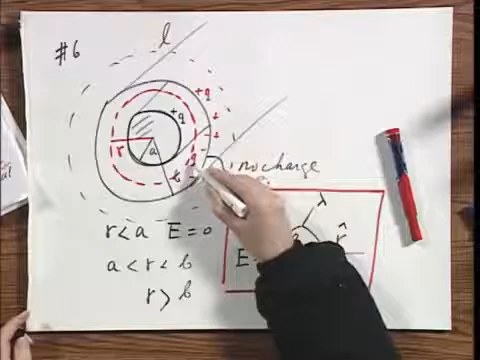 #6
l
+q
+q
r
a
b
no charge
λ
r < a E = 0
a < r < b
r̂
E
r > b